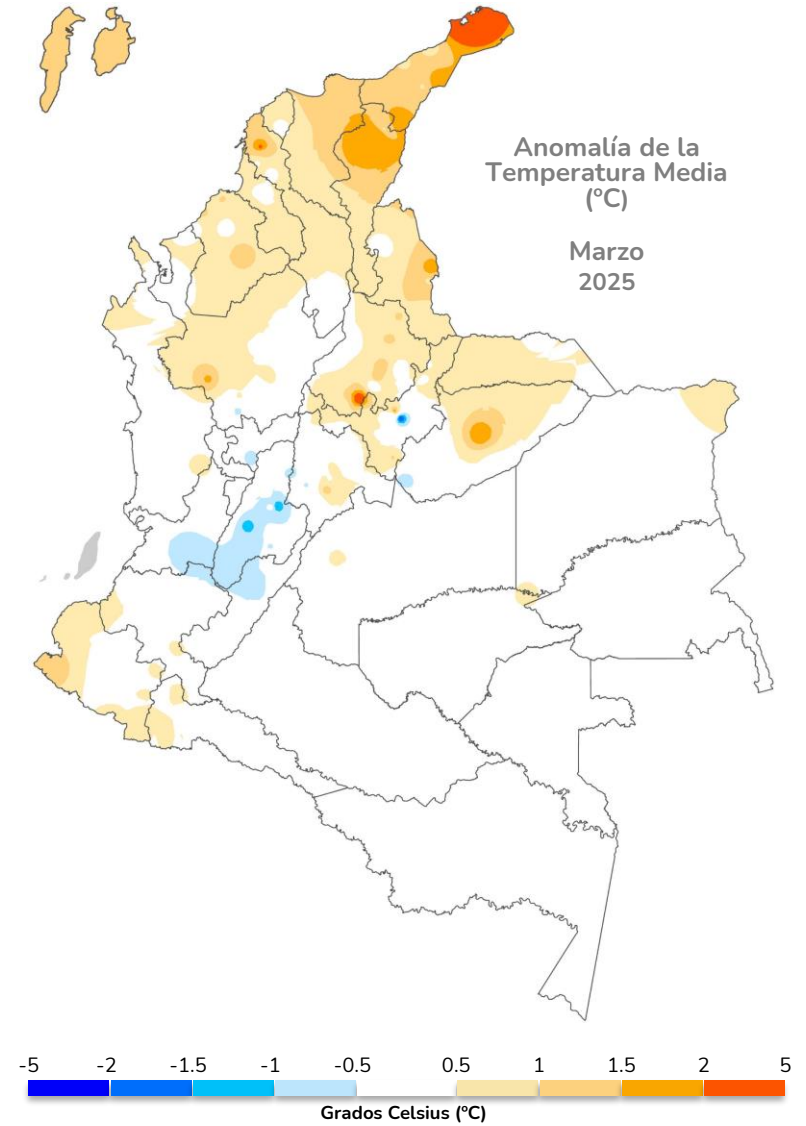 Anomalía de la
Temperatura Media
(ºC)
Marzo
2025
-5 -2 -1.5 -1 -0.5 0.5 1 1.5 2 5
Grados Celsius (ºC)